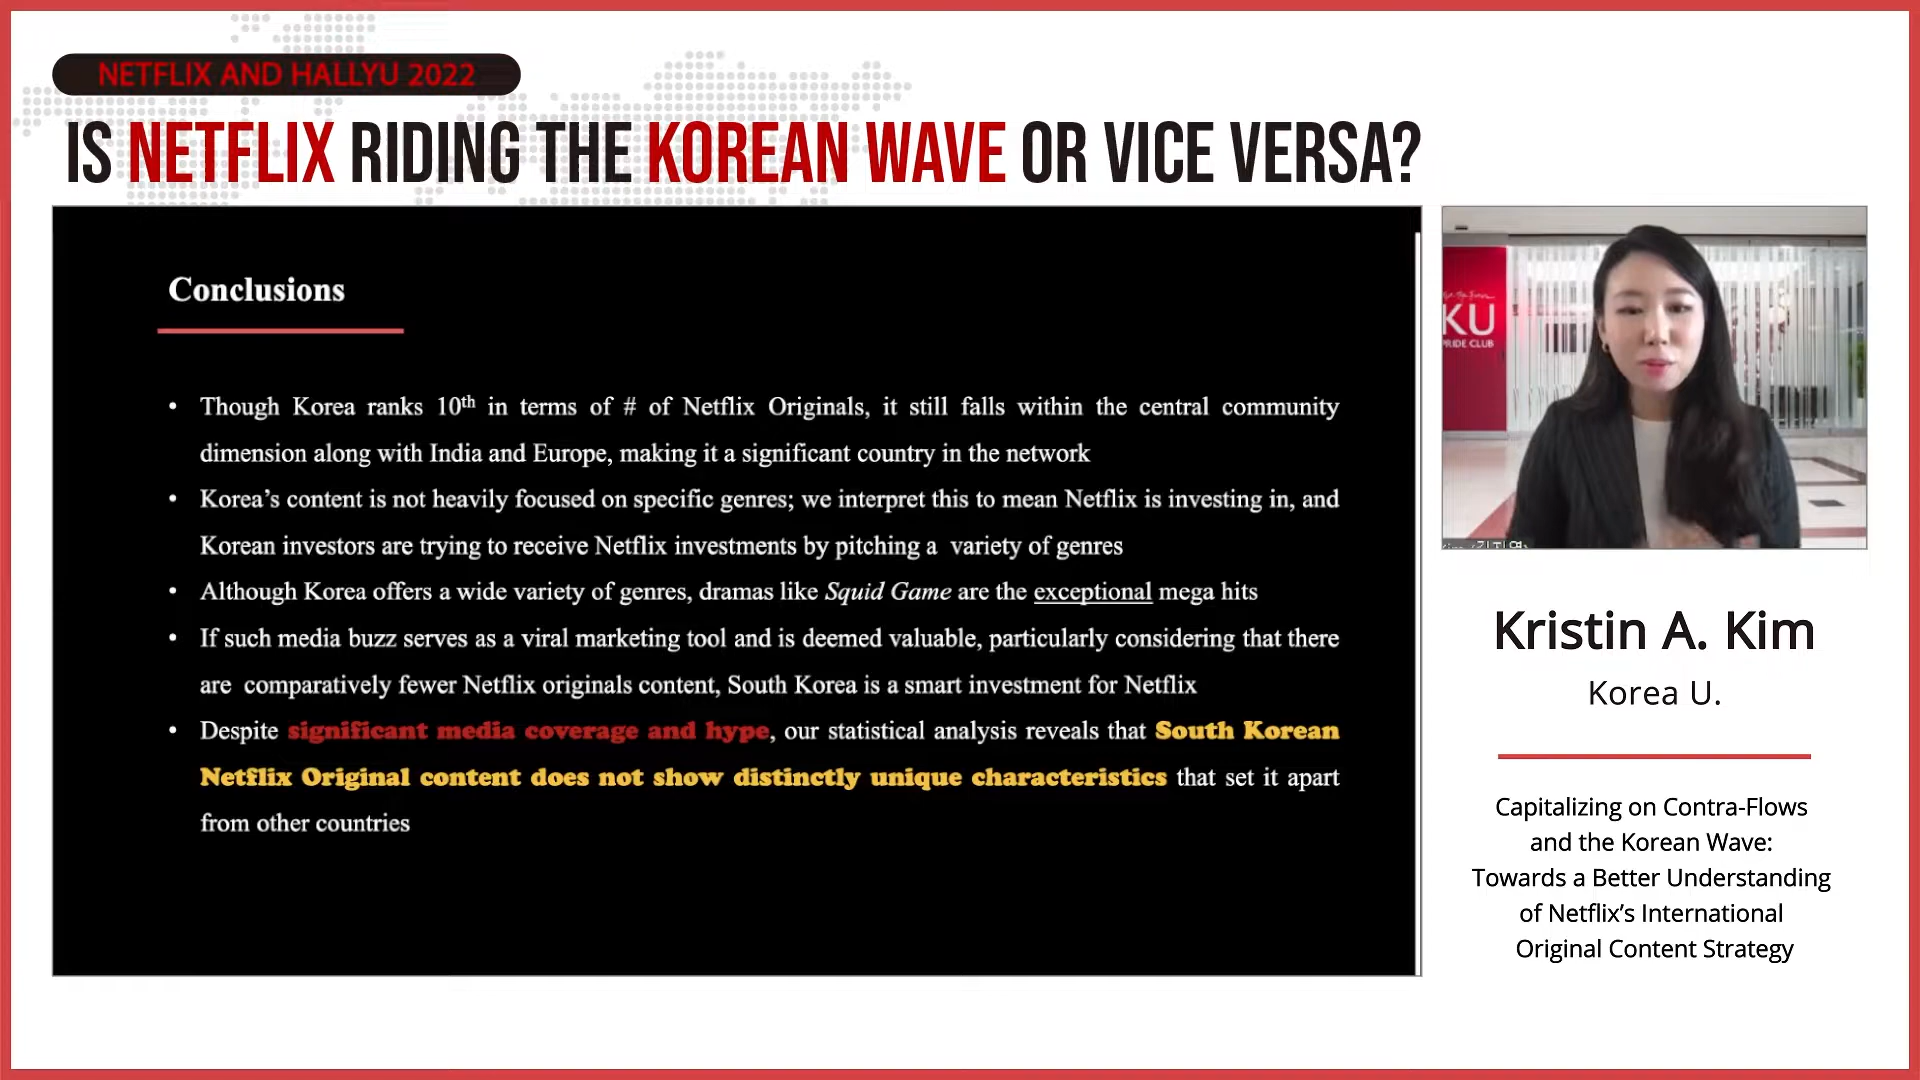 NETFLIX AND HALLYU 2022
IS NETFLIX RIDING THE KOREAN WAVE OR VICE VERSA?
Conclusions
• Though Korea ranks 10th in terms of # of Netflix Originals, it still falls within the central community
dimension along with India and Europe, making it a significant country in the network
• Korea’s content is not heavily focused on specific genres; we interpret this to mean Netflix is investing in, and
Korean investors are trying to receive Netflix investments by pitching a variety of genres
• Although Korea offers a wide variety of genres, dramas like Squid Game are the exceptional mega hits
• If such media buzz serves as a viral marketing tool and is deemed valuable, particularly considering that there
are comparatively fewer Netflix originals content, South Korea is a smart investment for Netflix
• Despite significant media coverage and hype, our statistical analysis reveals that South Korean
Netflix Original content does not show distinctly unique characteristics that set it apart
from other countries
KU
PRIDE CLUB
Kristin A. Kim
Korea U.
Capitalizing on Contra-Flows
and the Korean Wave:
Towards a Better Understanding
of Netflix’s International
Original Content Strategy